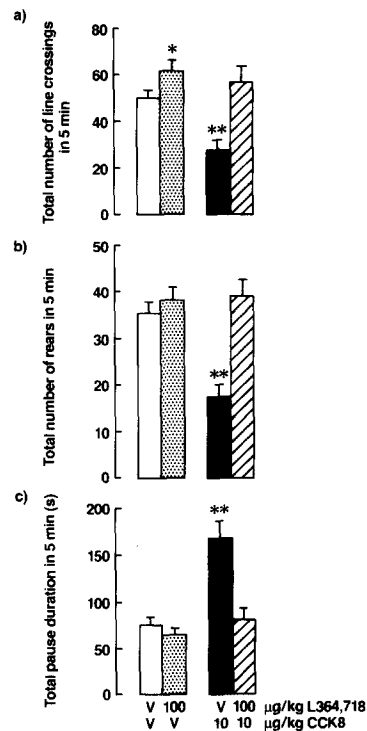 a)
Total number of line crossings
in 5 min
80
60
40
20
0
*
**
b)
Total number of rears in 5 min
50
40
30
20
10
0
**
c)
Total pause duration in 5 min (s)
200
150
100
50
0
**
V 100 V 100 µg/kg L364,718
V V 10 10 µg/kg CCK8